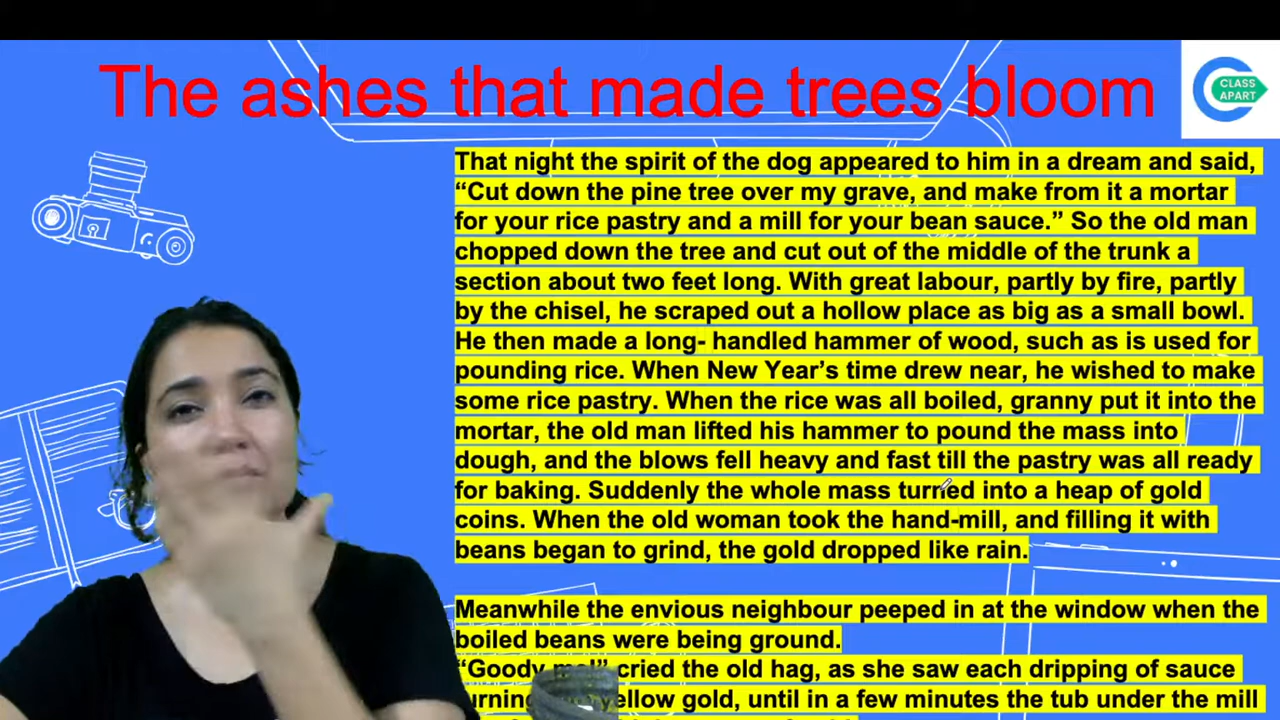 The ashes that made trees bloom
CLASS
APART
That night the spirit of the dog appeared to him in a dream and said,
“Cut down the pine tree over my grave, and make from it a mortar
for your rice pastry and a mill for your bean sauce.” So the old man
chopped down the tree and cut out of the middle of the trunk a
section about two feet long. With great labour, partly by fire, partly
by the chisel, he scraped out a hollow place as big as a small bowl.
He then made a long- handled hammer of wood, such as is used for
pounding rice. When New Year’s time drew near, he wished to make
some rice pastry. When the rice was all boiled, granny put it into the
mortar, the old man lifted his hammer to pound the mass into
dough, and the blows fell heavy and fast till the pastry was all ready
for baking. Suddenly the whole mass turned into a heap of gold
coins. When the old woman took the hand-mill, and filling it with
beans began to grind, the gold dropped like rain.
Meanwhile the envious neighbour peeped in at the window when the
boiled beans were being ground.
“Goody me!” cried the old hag, as she saw each dripping of sauce
yellow gold, until in a few minutes the tub under the mill